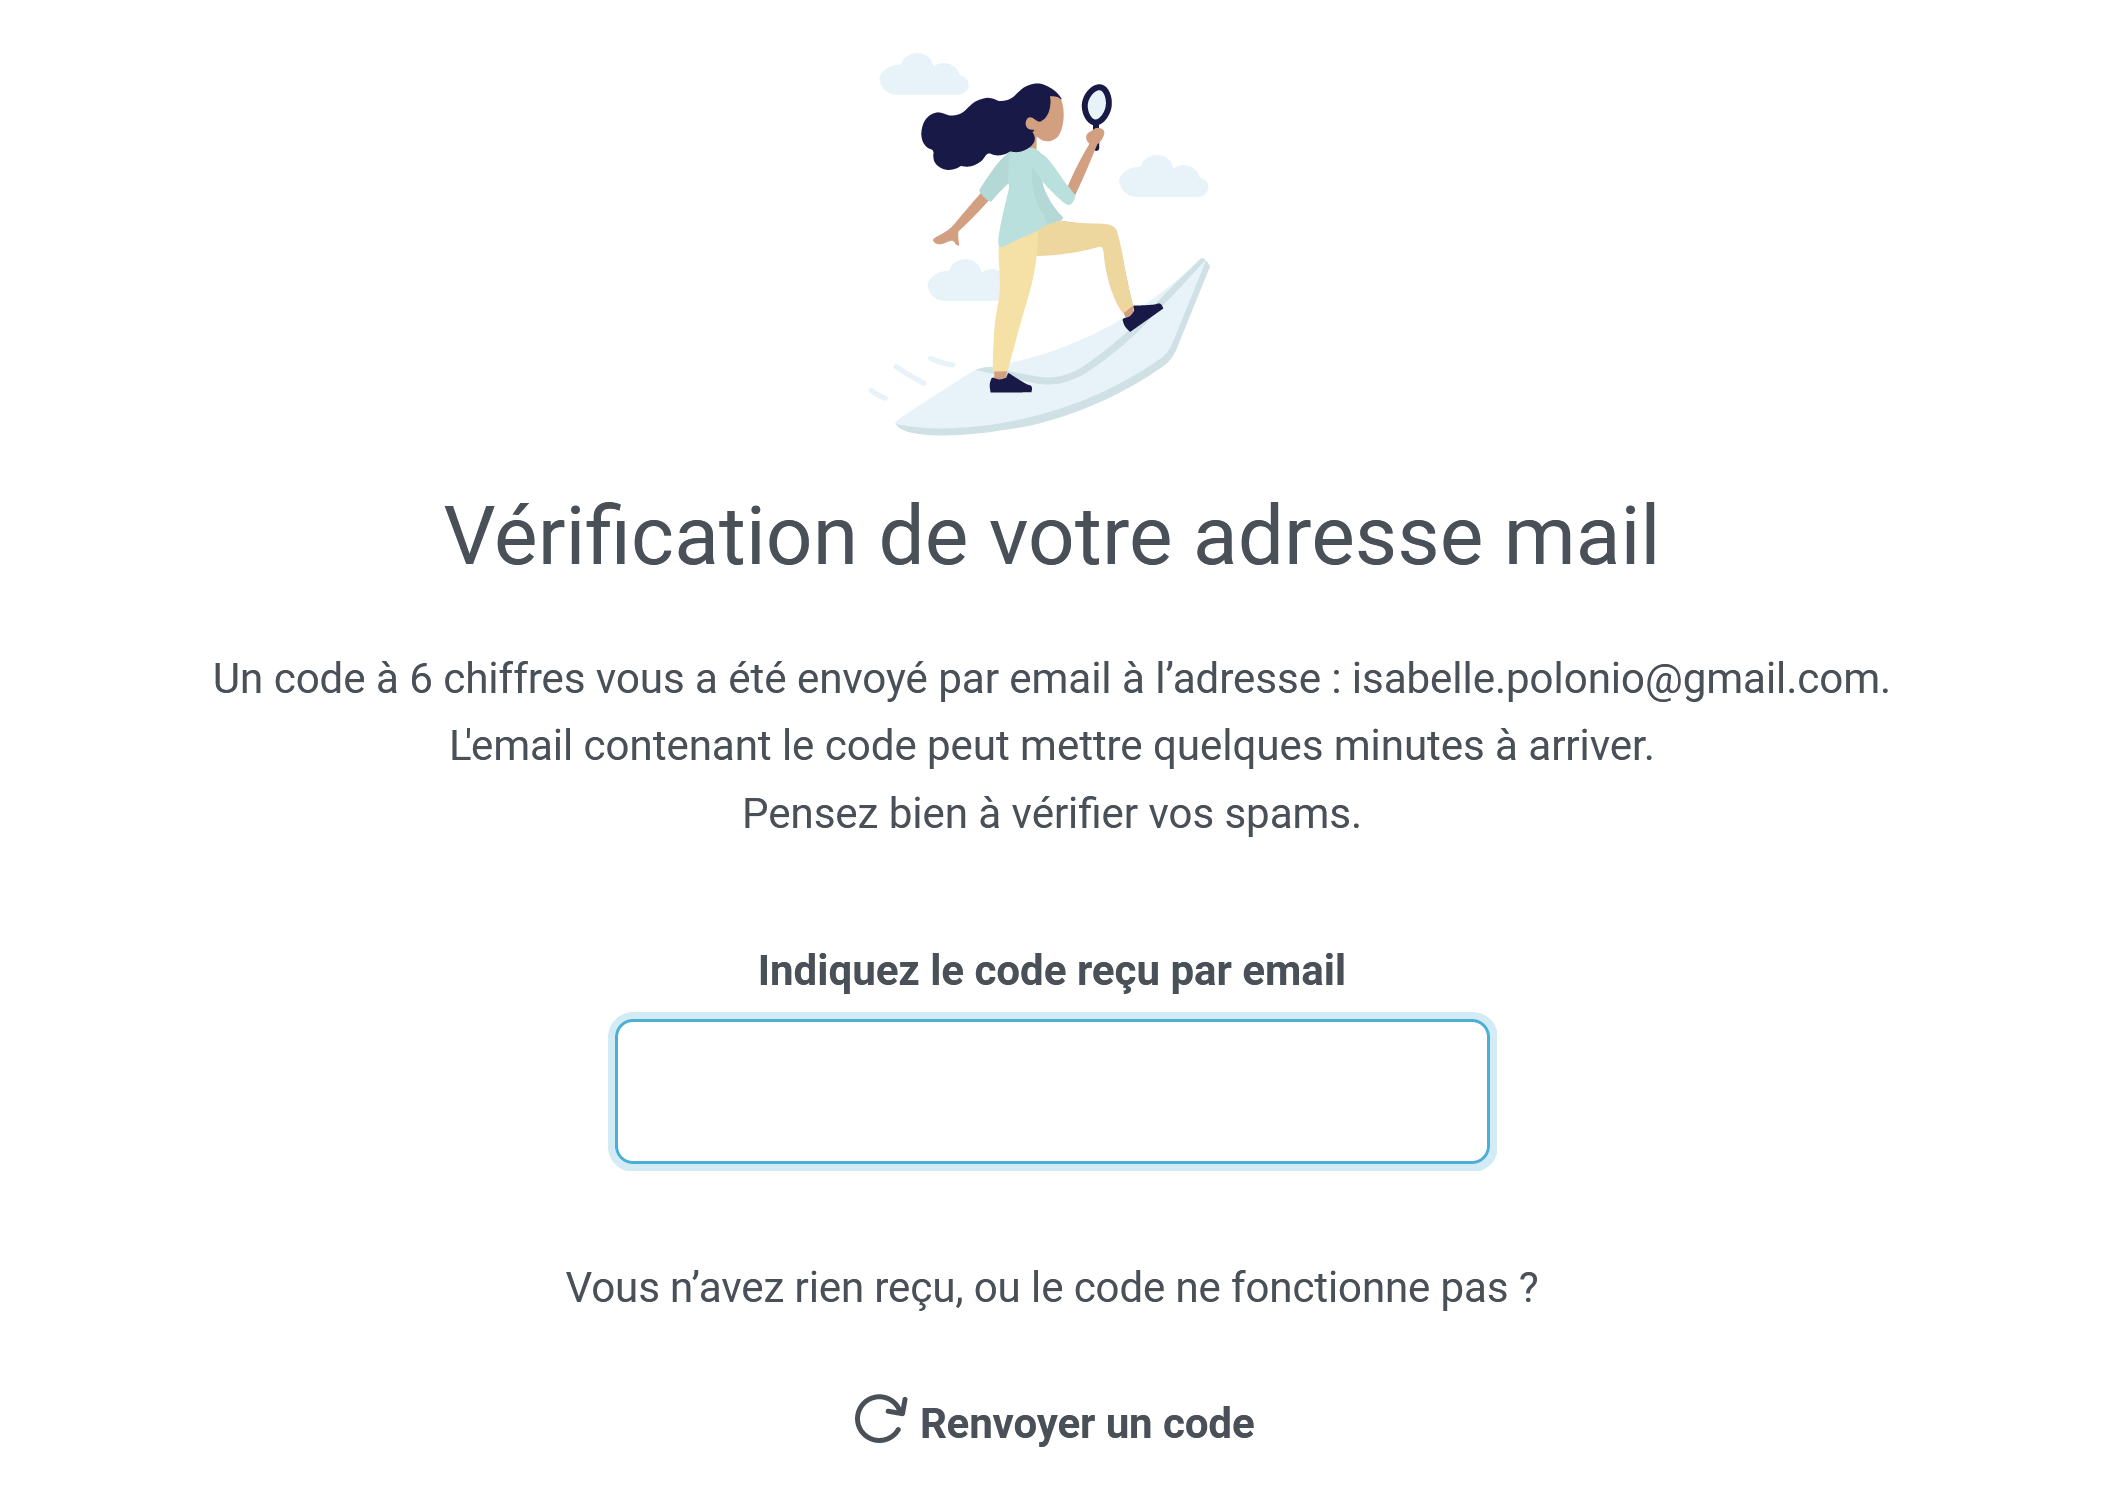 Vérification de votre adresse mail
Un code à 6 chiffres vous a été envoyé par email à l’adresse : isabelle.polonio@gmail.com.
L'email contenant le code peut mettre quelques minutes à arriver.
Pensez bien à vérifier vos spams.
Indiquez le code reçu par email
Vous n’avez rien reçu, ou le code ne fonctionne pas ?
Renvoyer un code